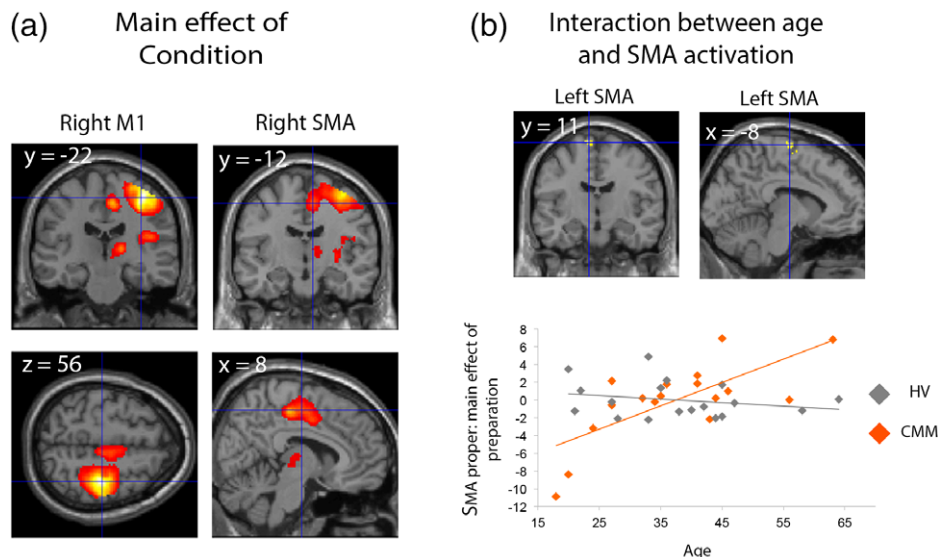 (a)
Main effect of
Condition
Right M1
Right SMA
y = -22
y = -12
z = 56
x = 8
(b)
Interaction between age
and SMA activation
Left SMA
Left SMA
y = 11
x = -8
SMA proper: main effect of
preparation
8
6
4
2
0
-2
-4
-6
-8
-10
-12
15
25
35
45
55
65
Age
HV
CMM